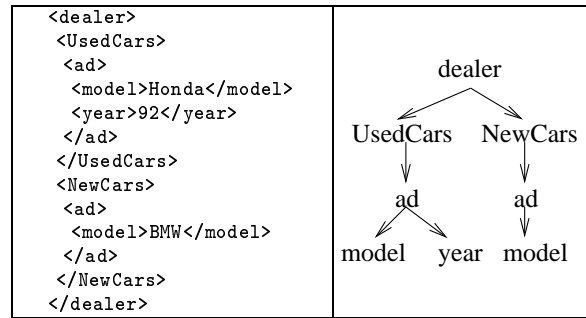 <dealer>
<UsedCars>
<ad>
<model>Honda</model>
<year>92</year>
</ad>
</UsedCars>
<NewCars>
<ad>
<model>BMW</model>
</ad>
</NewCars>
</dealer>
dealer
UsedCars NewCars
ad ad
model year model